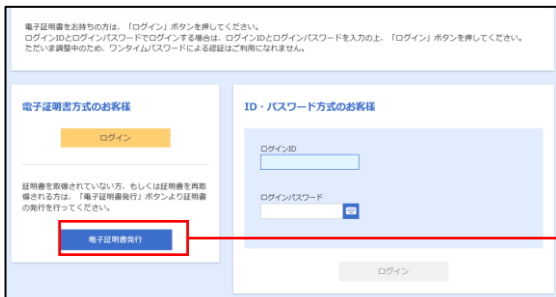 電子証明書をお持ちの方は、「ログイン」ボタンを押してください。
ログインIDとログインパスワードでログインする場合は、ログインIDとログインパスワードを入力の上、「ログイン」ボタンを押してください。
ただいま調整中のため、ワンタイムパスワードによる認証はご利用になれません。
電子証明書方式のお客様
ログイン
証明書を取得されていない方、もしくは証明書を再取
得される方は、「電子証明書発行」ボタンより証明書
の発行を行ってください。
電子証明書発行
ID・パスワード方式のお客様
ログインID
ログインパスワード
ログイン